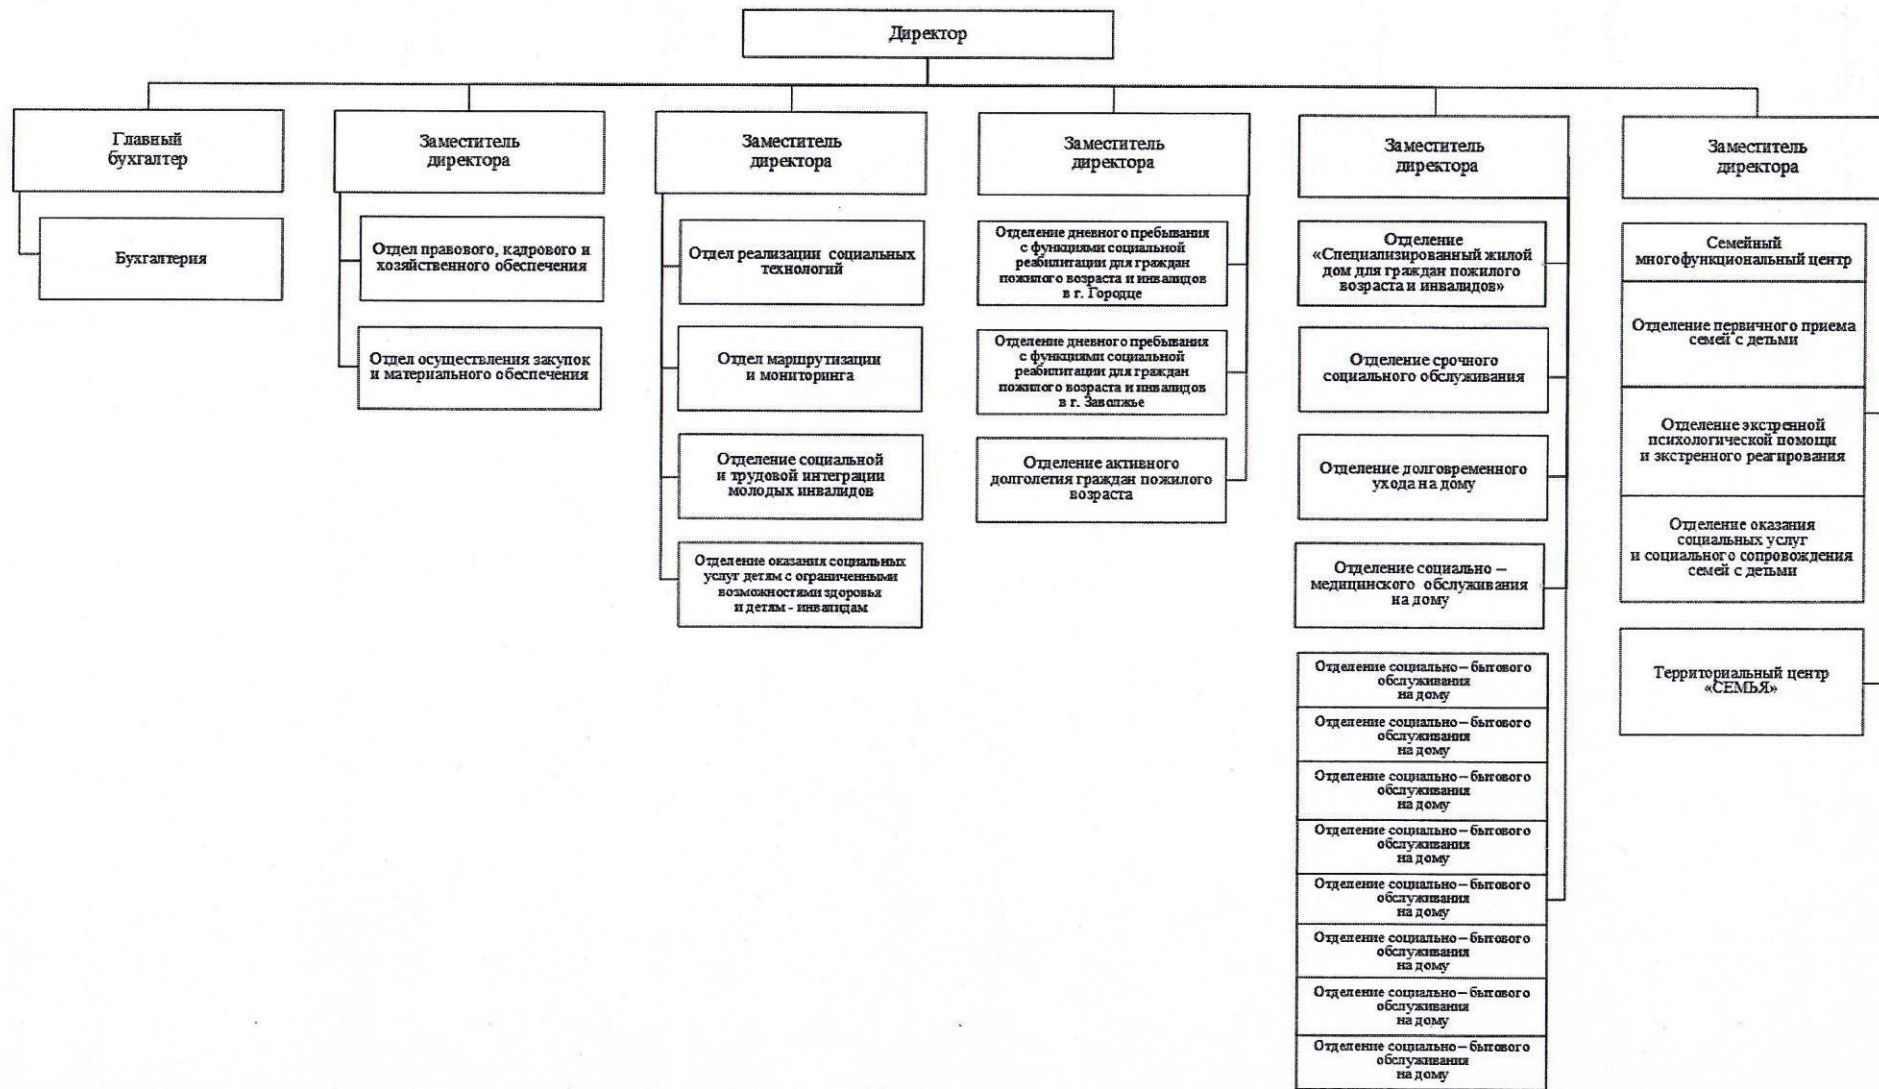 Директор
Главный
бухгалтер
Бухгалтерия
Заместитель
директора
Отдел правового, кадрового и
хозяйственного обеспечения
Отдел осуществления закупок
и материального обеспечения
Заместитель
директора
Отдел реализации социальных
технологий
Отдел маршрутизации
и мониторинга
Отделение социальной
и трудовой интеграции
молодых инвалидов
Отделение оказания социальных
услуг детям с ограниченными
возможностями здоровья
и детям - инвалидам
Заместитель
директора
Отделение дневного пребывания
с функциями социальной
реабилитации для граждан
пожилого возраста и инвалидов
в г. Городце
Отделение дневного пребывания
с функциями социальной
реабилитации для граждан
пожилого возраста и инвалидов
в г. Заволжье
Отделение активного
долголетия граждан пожилого
возраста
Заместитель
директора
Отделение
«Специализированный жилой
дом для граждан пожилого
возраста и инвалидов»
Отделение срочного
социального обслуживания
Отделение долговременного
ухода на дому
Отделение социально –
медицинского обслуживания
на дому
Отделение социально – бытового
обслуживания
на дому
Отделение социально – бытового
обслуживания
на дому
Отделение социально – бытового
обслуживания
на дому
Отделение социально – бытового
обслуживания
на дому
Отделение социально – бытового
обслуживания
на дому
Отделение социально – бытового
обслуживания
на дому
Отделение социально – бытового
обслуживания
на дому
Отделение социально – бытового
обслуживания
на дому
Заместитель
директора
Семейный
многофункциональный центр
Отделение первичного приема
семей с детьми
Отделение экстренной
психологической помощи
и экстренного реагирования
Отделение оказания
социальных услуг
и социального сопровождения
семей с детьми
Территориальный центр
«СЕМЬЯ»